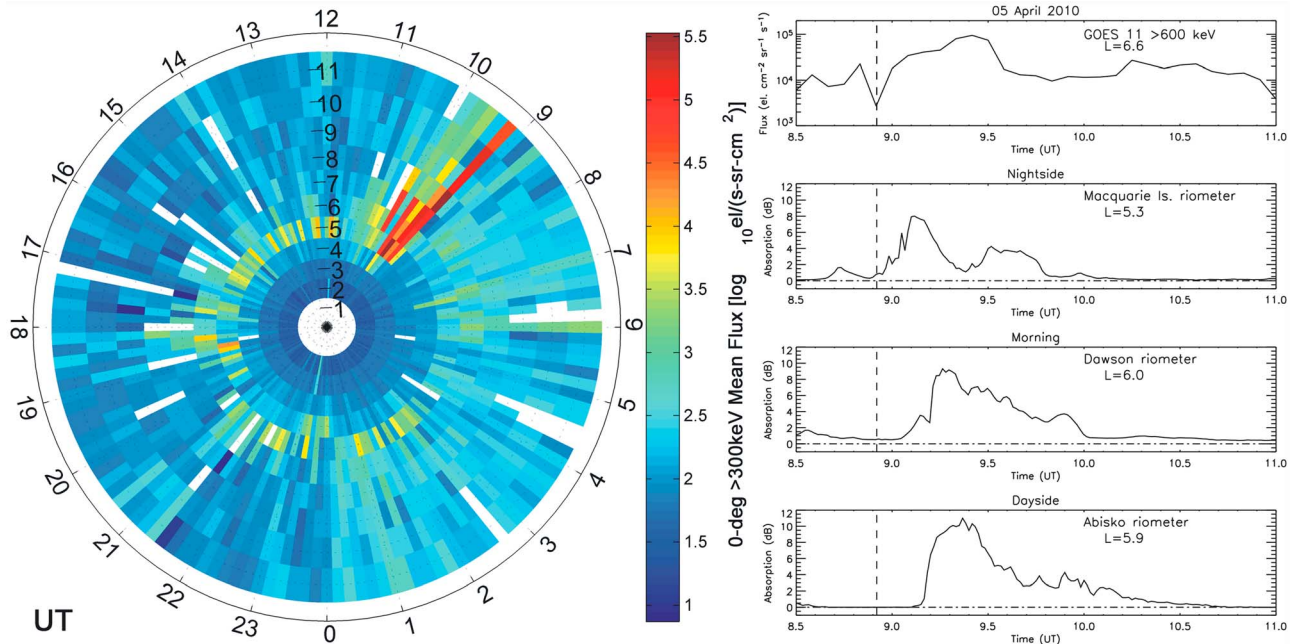 12
13
11
14
10
15
9
16
8
17
7
18
6
19
5
20
4
21
3
22
2
23
0
1
11
10
9
8
7
6
5
4
3
2
1
UT
5.5
5
4.5
4
3.5
3
2.5
2
1.5
1
0-deg >300keV Mean Flux [log 10 el/(s-sr-cm 2 )]
05 April 2010
GOES 11 >600 keV
L=6.6
Flux (el. cm⁻² sr⁻¹ s⁻¹)
10⁵
10⁴
10³
8.5 9.0 9.5 10.0 10.5 11.0
Time (UT)
Nightside
Macquarie Is. riometer
L=5.3
Absorption (dB)
12
10
8
6
4
2
0
8.5 9.0 9.5 10.0 10.5 11.0
Time (UT)
Morning
Dawson riometer
L=6.0
Absorption (dB)
12
10
8
6
4
2
0
8.5 9.0 9.5 10.0 10.5 11.0
Time (UT)
Dayside
Abisko riometer
L=5.9
Absorption (dB)
12
10
8
6
4
2
0
8.5 9.0 9.5 10.0 10.5 11.0
Time (UT)